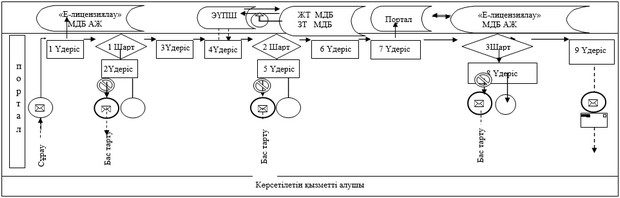 «Е-лицензиялау»
МДБ АЖ
ЭҮПШ
ЖТ МДБ
ЗТ МДБ
Портал
«Е-лицензиялау»
МДБ АЖ
1 Үдеріс
1 Шарт
3Үдеріс
4Үдеріс
2 Шарт
6 Үдеріс
7 Үдеріс
3Шарт
9 Үдеріс
2Үдеріс
5 Үдеріс
8 Үдеріс
портал
Сұрау
Бас тарту
Бас тарту
Бас тарту
Көрсетілетін қызметті алушы